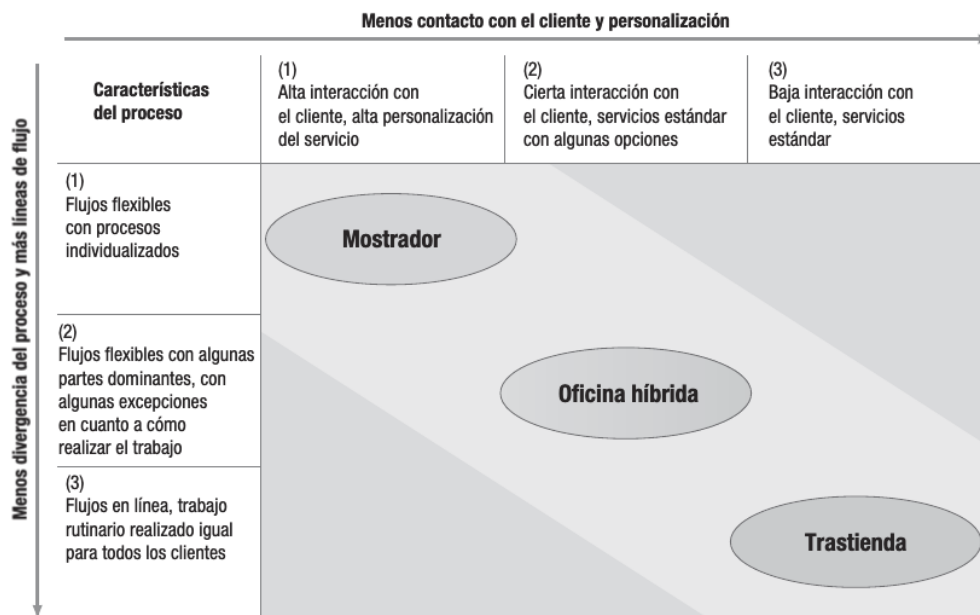 Menos contacto con el cliente y personalización
Menos divergencia del proceso y más líneas de flujo
Características
del proceso
(1)
Alta interacción con
el cliente, alta personalización
del servicio
(2)
Cierta interacción con
el cliente, servicios estándar
con algunas opciones
(3)
Baja interacción con
el cliente, servicios
estándar
(1)
Flujos flexibles
con procesos
individualizados
Mostrador
(2)
Flujos flexibles con algunas
partes dominantes, con
algunas excepciones
en cuanto a cómo
realizar el trabajo
Oficina híbrida
(3)
Flujos en línea, trabajo
rutinario realizado igual
para todos los clientes
Trastienda